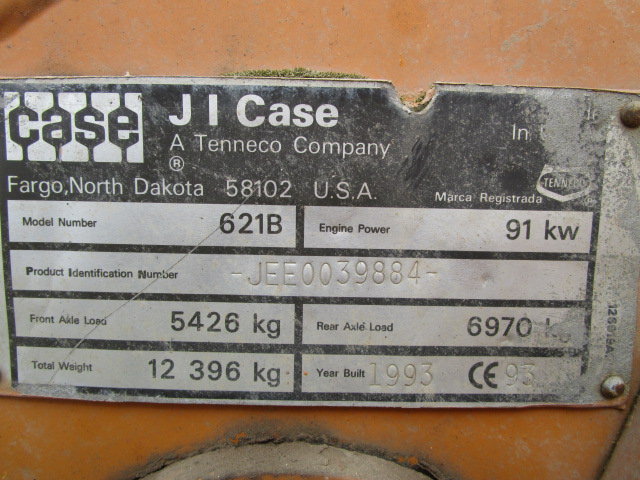 case
J I Case
A Tenneco Company
®
In
Fargo, North Dakota 58102 U.S.A.
TENNECO ®
Marca Registrada
Model Number 621B Engine Power 91 kw
Product Identification Number -JEE0039884-
Front Axle Load 5426 kg Rear Axle Load 6970 kg
Total Weight 12 396 kg Year Built 1993 CE 93